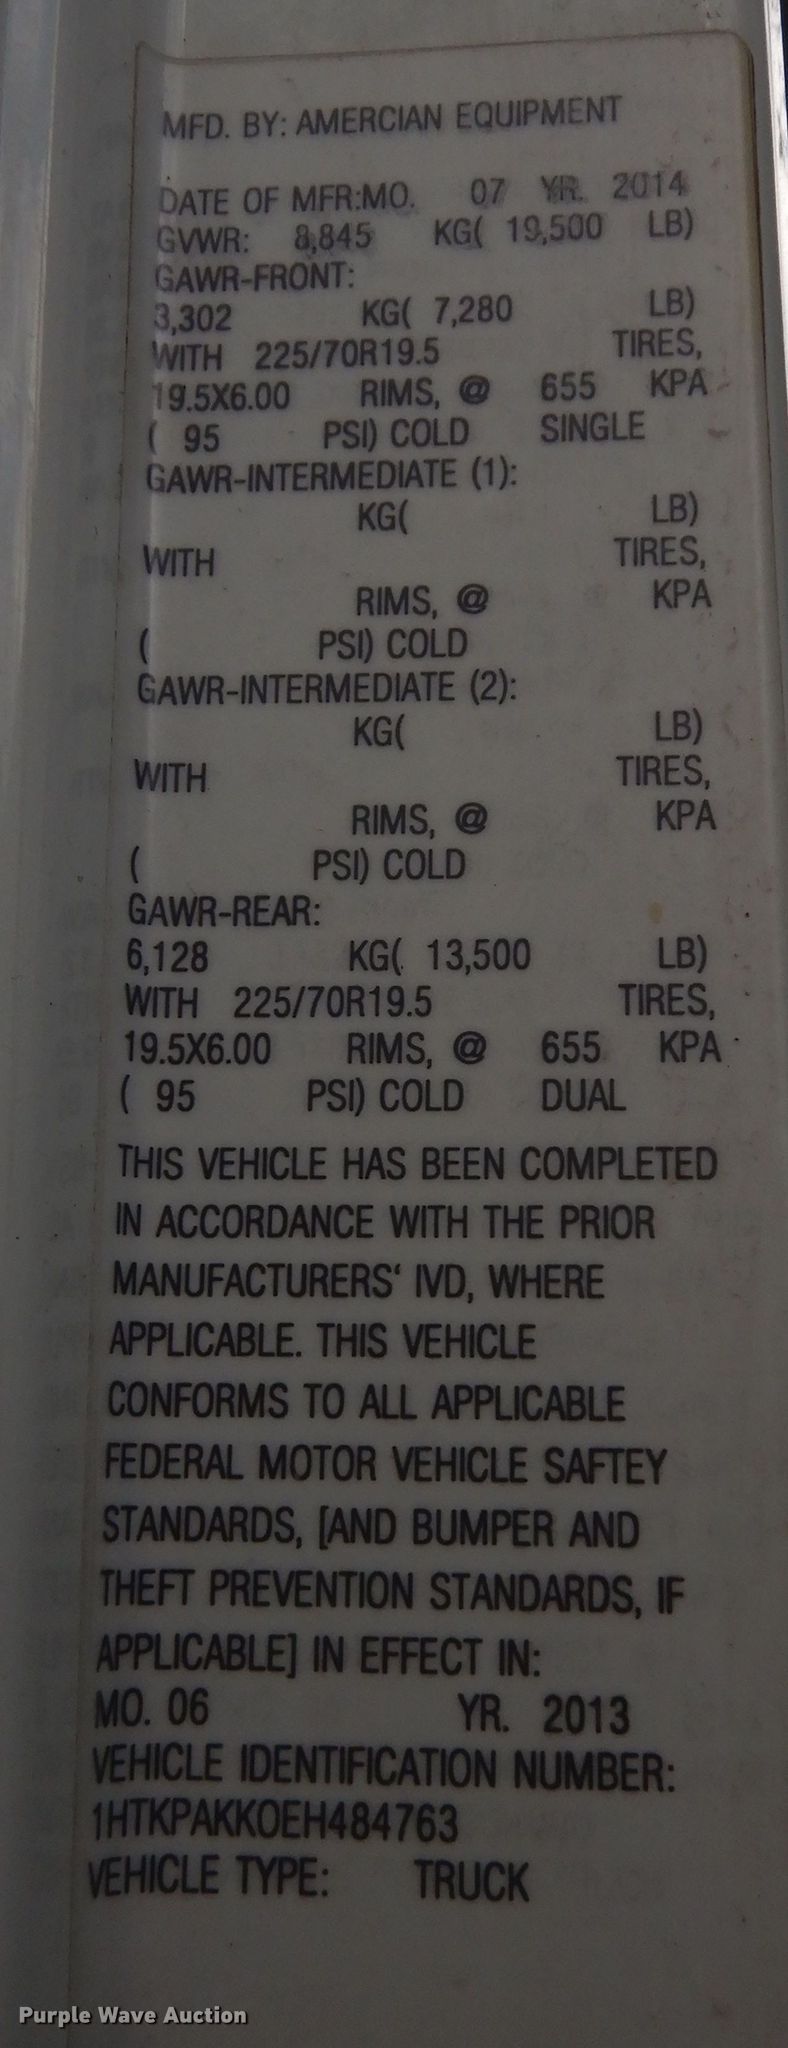 MFD. BY: AMERCIAN EQUIPMENT
DATE OF MFR:MO. 07 YR. 2014
GVWR: 8,845 KG( 19,500 LB)
GAWR-FRONT:
3,302 KG( 7,280 LB)
WITH 225/70R19.5 TIRES,
19.5X6.00 RIMS, @ 655 KPA
( 95 PSI) COLD SINGLE
GAWR-INTERMEDIATE (1):
KG( LB)
WITH TIRES,
RIMS, @ KPA
( PSI) COLD
GAWR-INTERMEDIATE (2):
KG( LB)
WITH TIRES,
RIMS, @ KPA
( PSI) COLD
GAWR-REAR:
6,128 KG( 13,500 LB)
WITH 225/70R19.5 TIRES,
19.5X6.00 RIMS, @ 655 KPA
( 95 PSI) COLD DUAL
THIS VEHICLE HAS BEEN COMPLETED
IN ACCORDANCE WITH THE PRIOR
MANUFACTURERS‘ IVD, WHERE
APPLICABLE. THIS VEHICLE
CONFORMS TO ALL APPLICABLE
FEDERAL MOTOR VEHICLE SAFTEY
STANDARDS, [AND BUMPER AND
THEFT PREVENTION STANDARDS, IF
APPLICABLE] IN EFFECT IN:
MO. 06 YR. 2013
VEHICLE IDENTIFICATION NUMBER:
1HTKPAKKOEH484763
VEHICLE TYPE: TRUCK
Purple Wave Auction